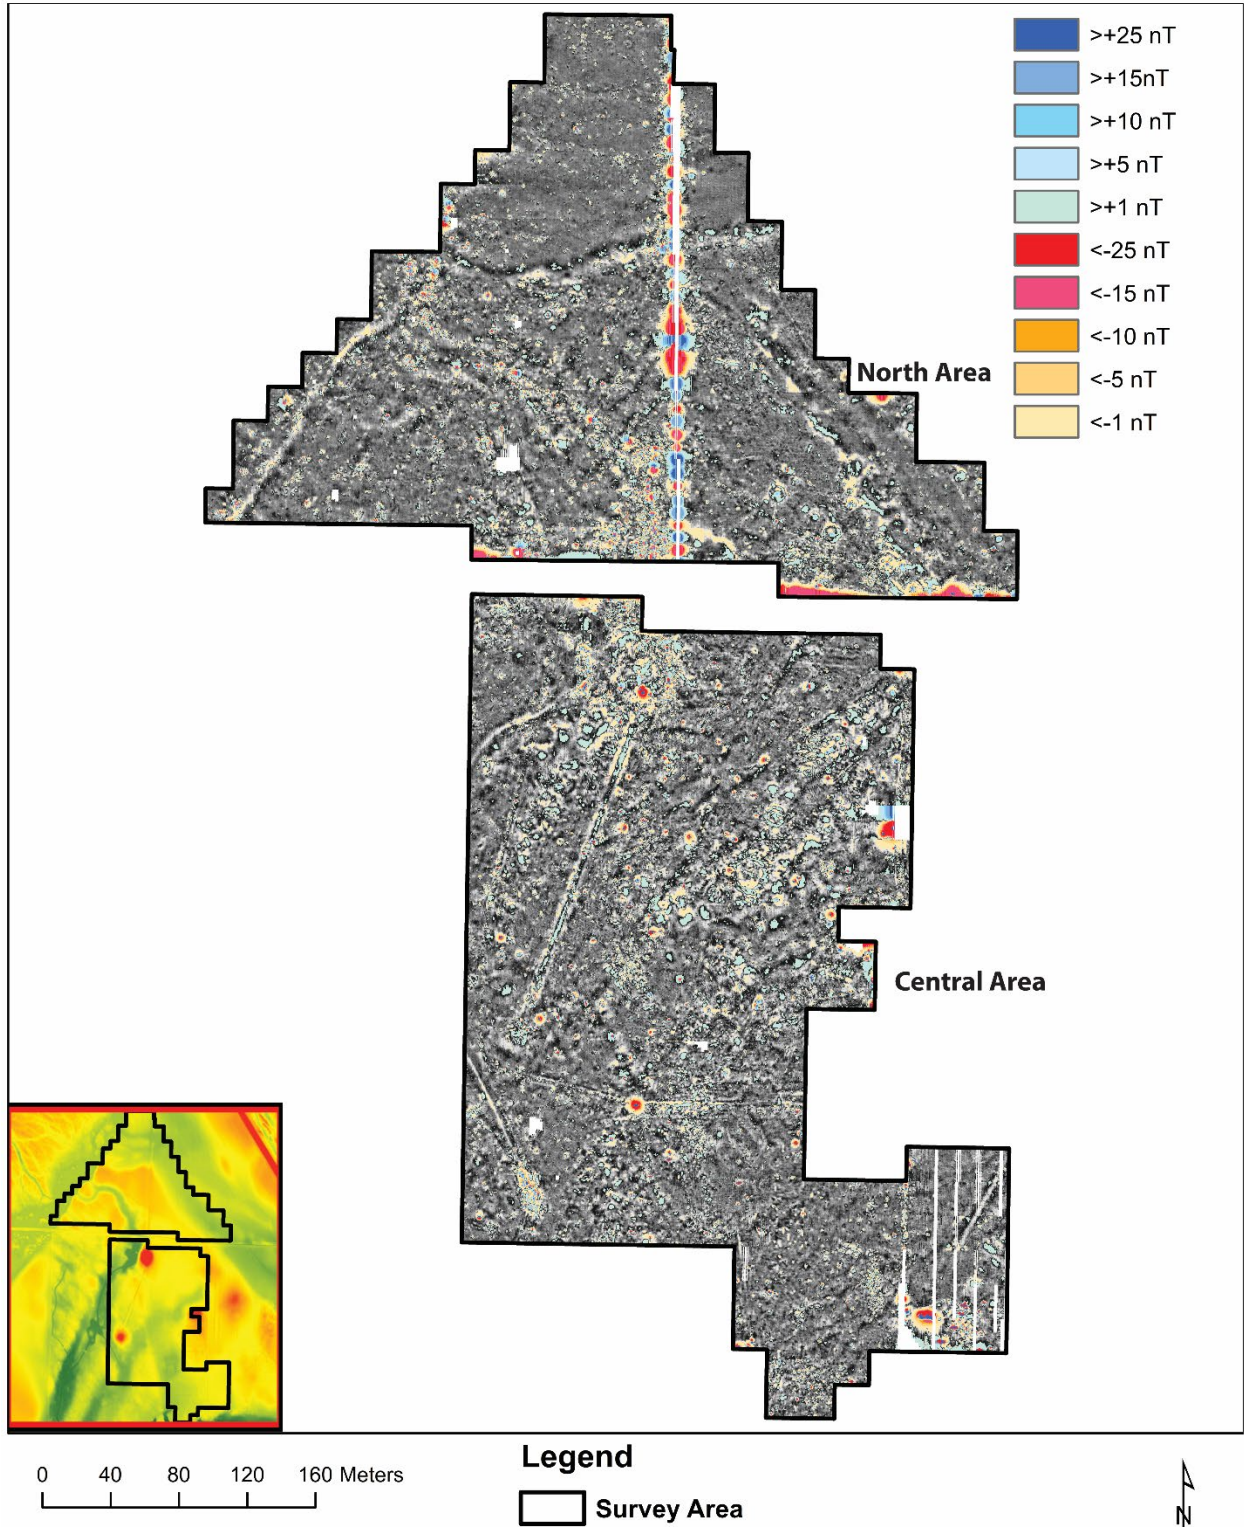 >+25 nT
>+15nT
>+10 nT
>+5 nT
>+1 nT
<-25 nT
<-15 nT
<-10 nT
<-5 nT
<-1 nT
North Area
Central Area
0 40 80 120 160 Meters
Legend
Survey Area
N